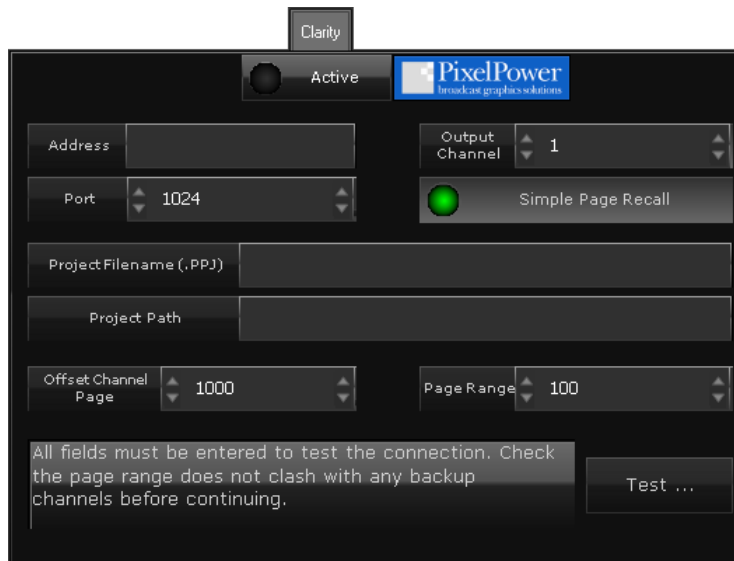 Clarity
Active
PixelPower
broadcast graphics solutions
Address
Output
Channel
1
Port
1024
Simple Page Recall
Project Filename (.PPJ)
Project Path
Offset Channel
Page
1000
Page Range
100
All fields must be entered to test the connection. Check
the page range does not clash with any backup
channels before continuing.
Test ...